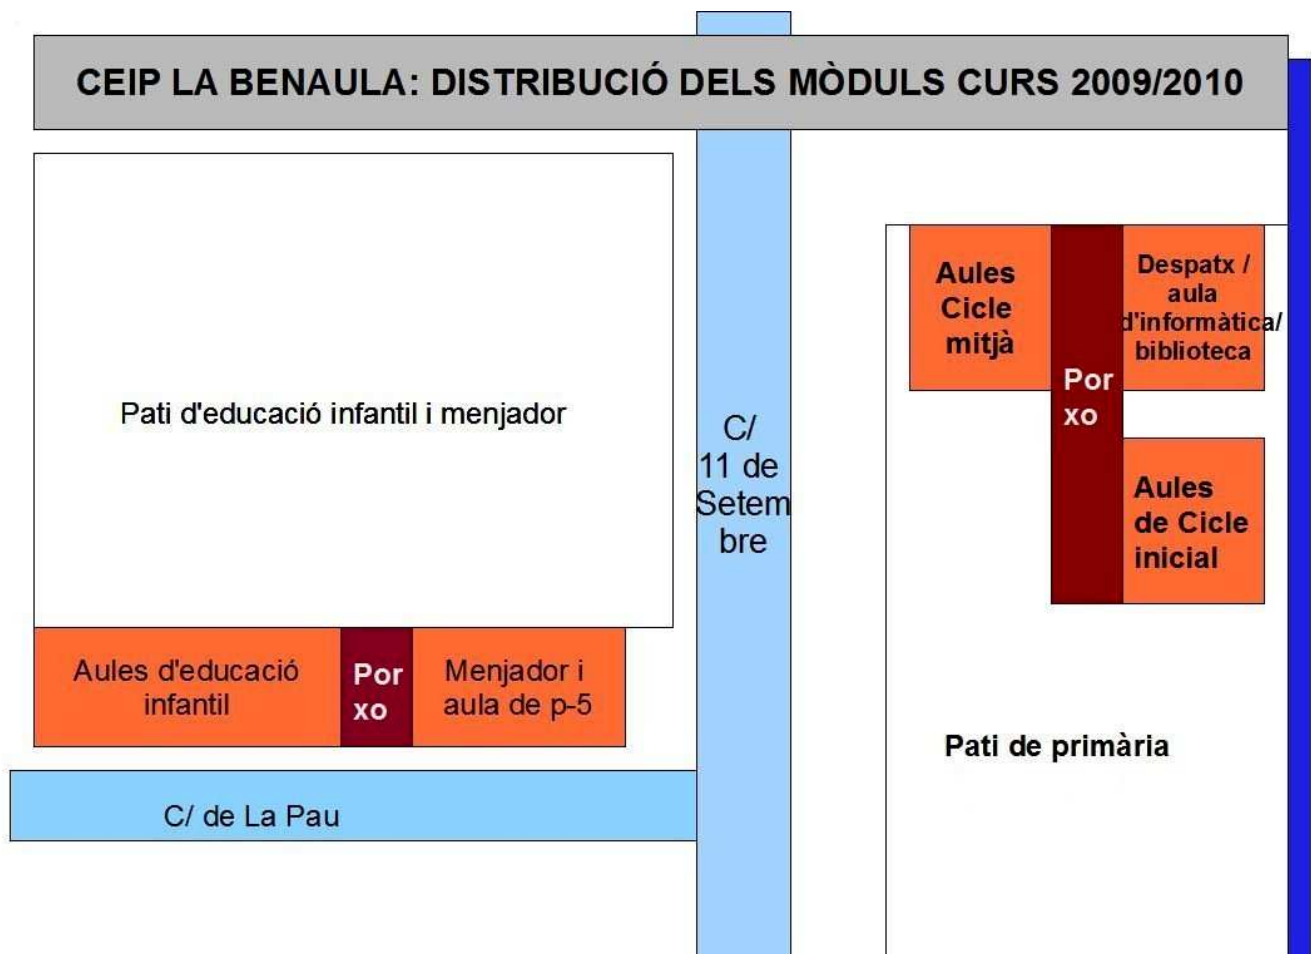 CEIP LA BENAULA: DISTRIBUCIÓ DELS MÒDULS CURS 2009/2010
Pati d'educació infantil i menjador
Aules d'educació
infantil
Por
xo
Menjador i
aula de p-5
C/ de La Pau
C/
11 de
Setem
bre
Aules
Cicle
mitjà
Por
xo
Despatx /
aula
d'informàtica/
biblioteca
Aules
de Cicle
inicial
Pati de primària